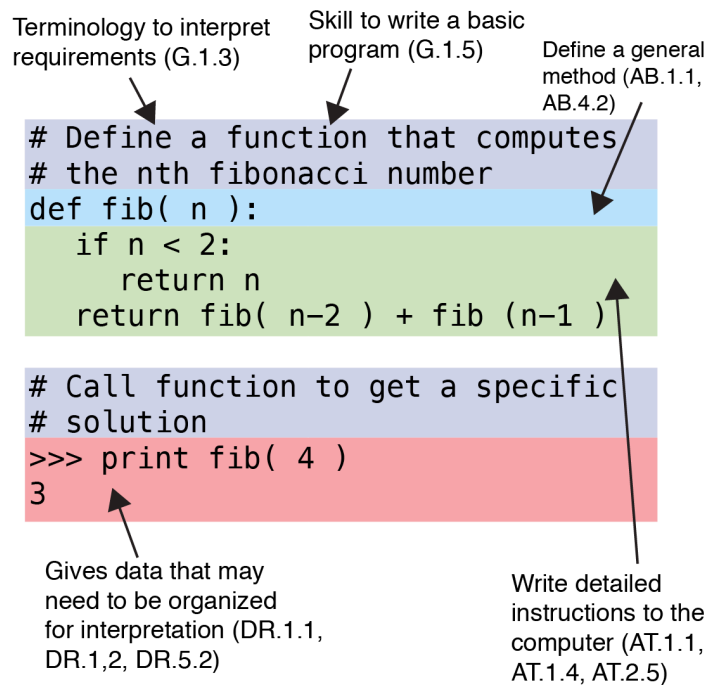 Terminology to interpret
requirements (G.1.3)
Skill to write a basic
program (G.1.5)
Define a general
method (AB.1.1,
AB.4.2)
# Define a function that computes
# the nth fibonacci number
def fib( n ):
if n < 2:
return n
return fib( n−2 ) + fib (n−1 )
# Call function to get a specific
# solution
>>> print fib( 4 )
3
Gives data that may
need to be organized
for interpretation (DR.1.1,
DR.1,2, DR.5.2)
Write detailed
instructions to the
computer (AT.1.1,
AT.1.4, AT.2.5)